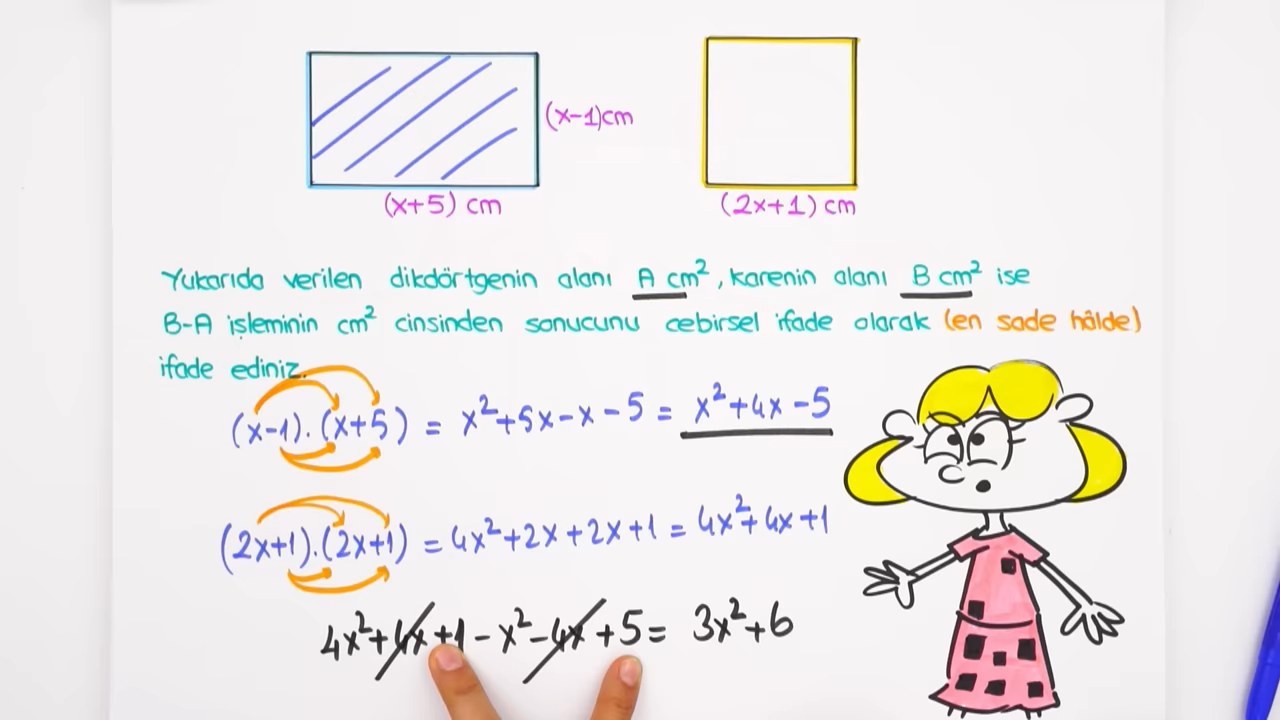 (x-1)cm
(x+5) cm
(2x+1) cm
Yukarıda verilen dikdörtgenin alanı A cm², karenin alanı B cm² ise
B-A işleminin cm² cinsinden sonucunu cebirsel ifade olarak (en sade hâlde)
ifade ediniz.
(x-1).(x+5) = x²+5x-x-5 = x²+4x-5
(2x+1).(2x+1) = 4x²+2x+2x+1 = 4x²+4x+1
4x²+4x+1-x²-4x+5= 3x²+6